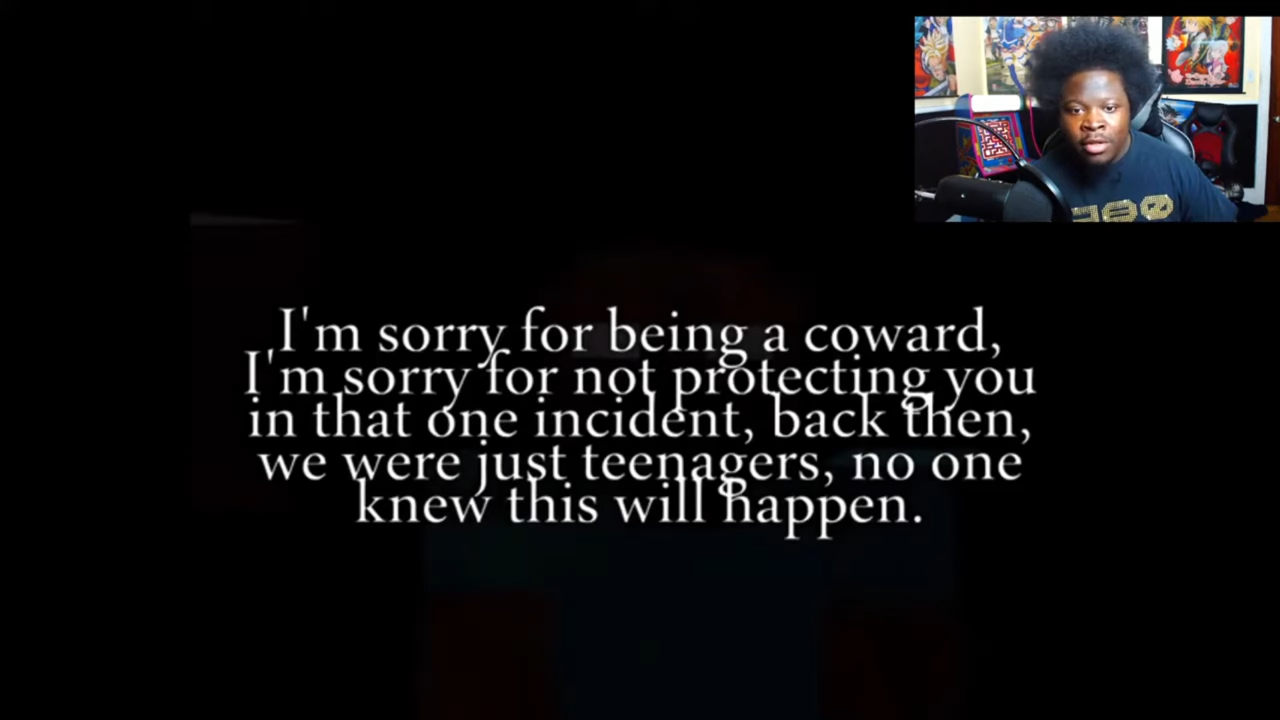 I'm sorry for being a coward,
I'm sorry for not protecting you
in that one incident, back then,
we were just teenagers, no one
knew this will happen.